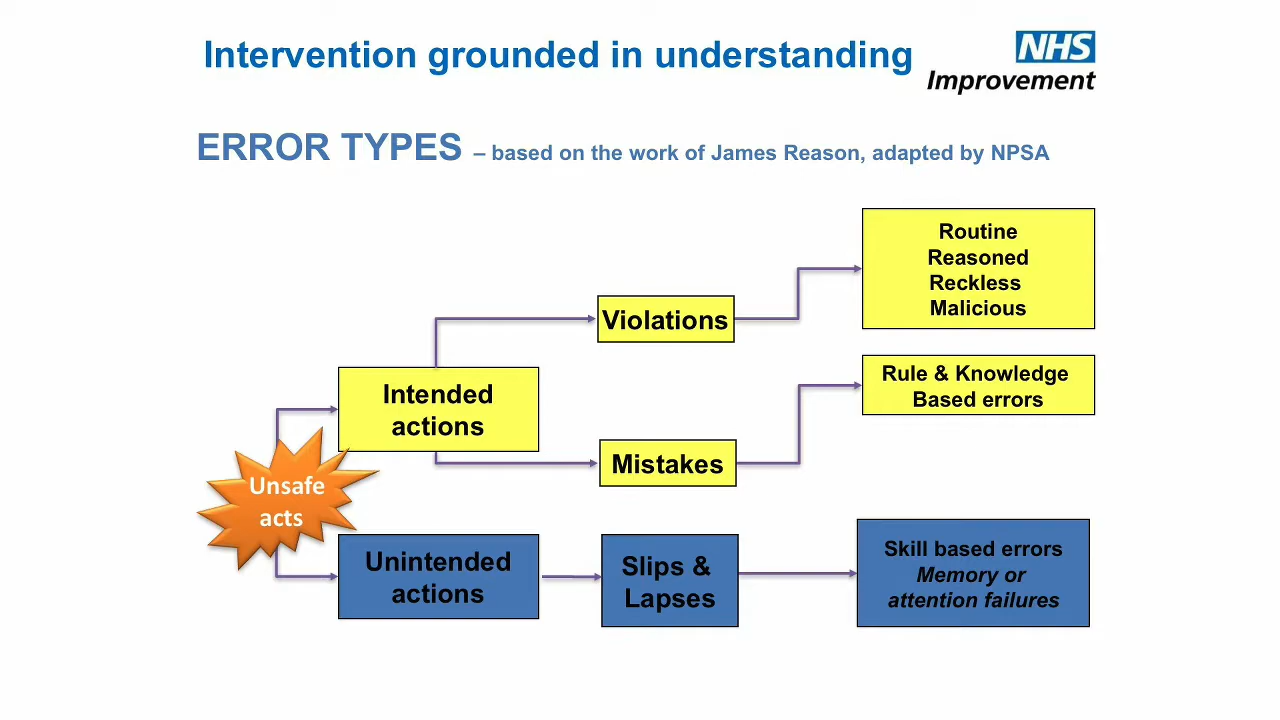 Intervention grounded in understanding
NHS
Improvement
ERROR TYPES – based on the work of James Reason, adapted by NPSA
Routine
Reasoned
Reckless
Malicious
Violations
Rule & Knowledge
Based errors
Intended
actions
Mistakes
Unsafe
acts
Unintended
actions
Slips &
Lapses
Skill based errors
Memory or
attention failures